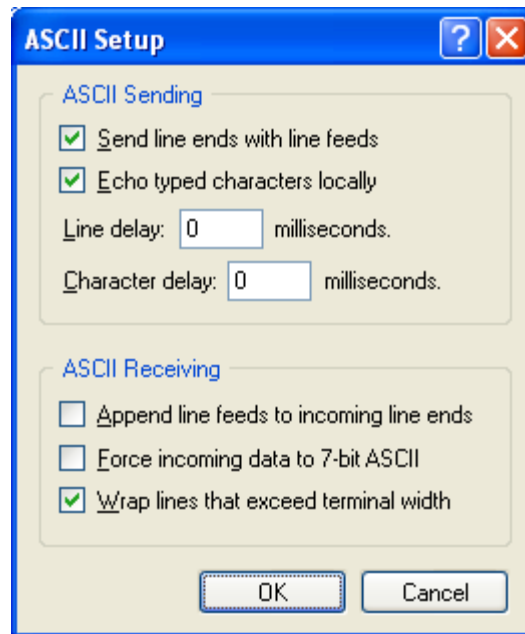 ASCII Setup
ASCII Sending
Send line ends with line feeds
Echo typed characters locally
Line delay: 0 milliseconds.
Character delay: 0 milliseconds.
ASCII Receiving
Append line feeds to incoming line ends
Force incoming data to 7-bit ASCII
Wrap lines that exceed terminal width
OK Cancel